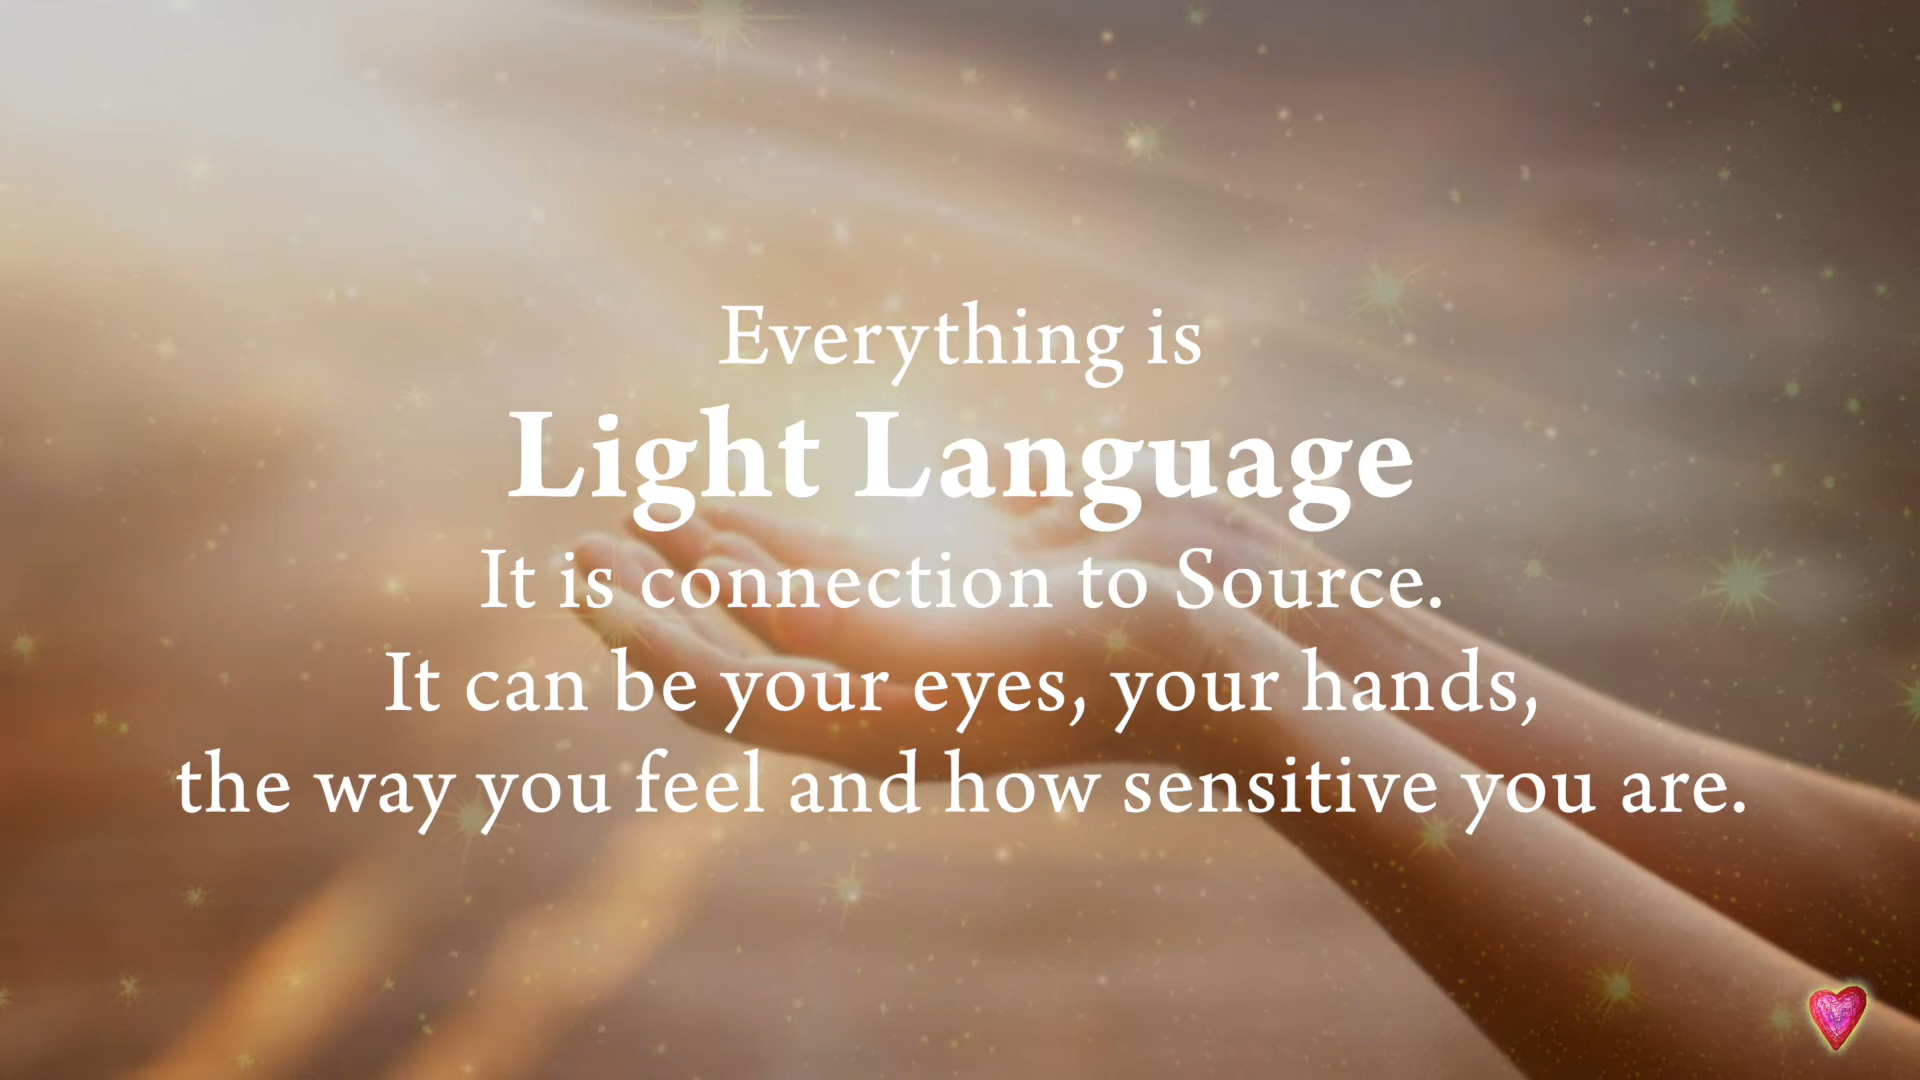 Everything is
Light Language
It is connection to Source.
It can be your eyes, your hands,
the way you feel and how sensitive you are.